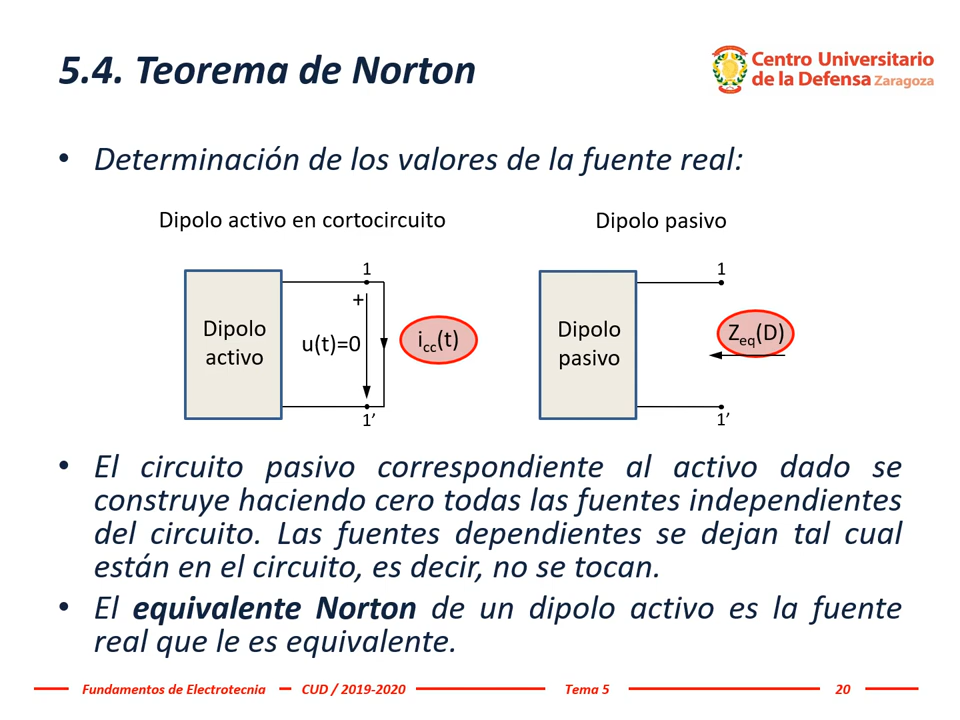 5.4. Teorema de Norton
Centro Universitario
de la Defensa Zaragoza
• Determinación de los valores de la fuente real:
Dipolo activo en cortocircuito
Dipolo pasivo
1
+
Dipolo
activo
u(t)=0
icc(t)
1’
1
Dipolo
pasivo
Zeq(D)
1’
• El circuito pasivo correspondiente al activo dado se
construye haciendo cero todas las fuentes independientes
del circuito. Las fuentes dependientes se dejan tal cual
están en el circuito, es decir, no se tocan.
• El equivalente Norton de un dipolo activo es la fuente
real que le es equivalente.
Fundamentos de Electrotecnia
CUD / 2019-2020
Tema 5
20